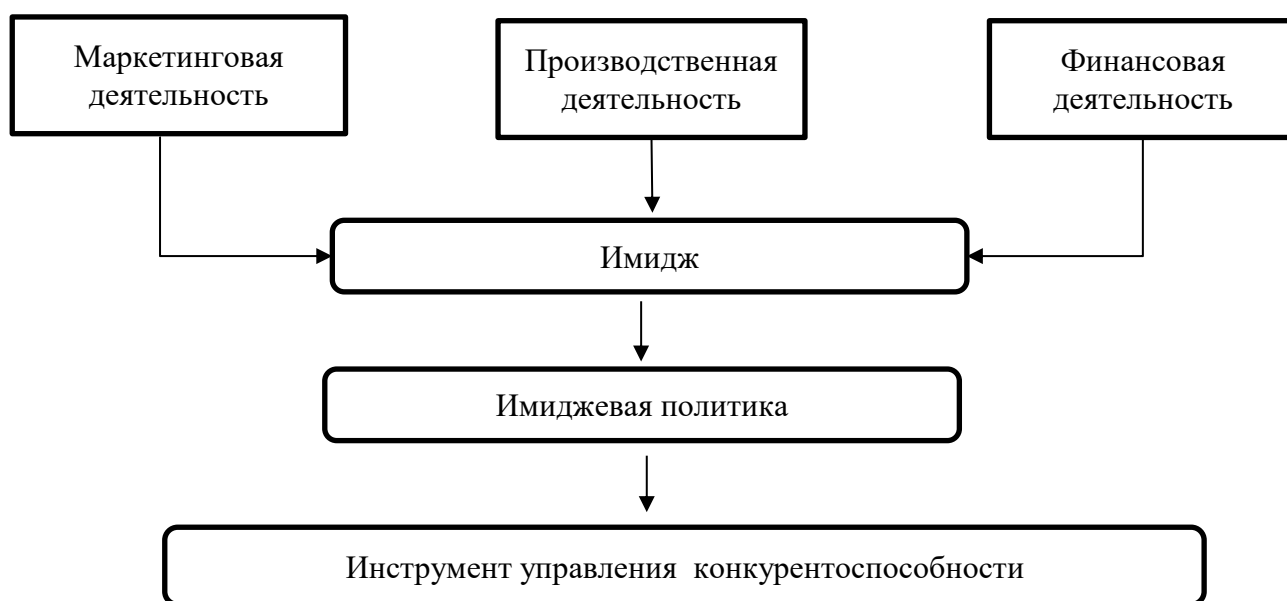 Маркетинговая
деятельность
Производственная
деятельность
Финансовая
деятельность
Имидж
Имиджевая политика
Инструмент управления  конкурентоспособности